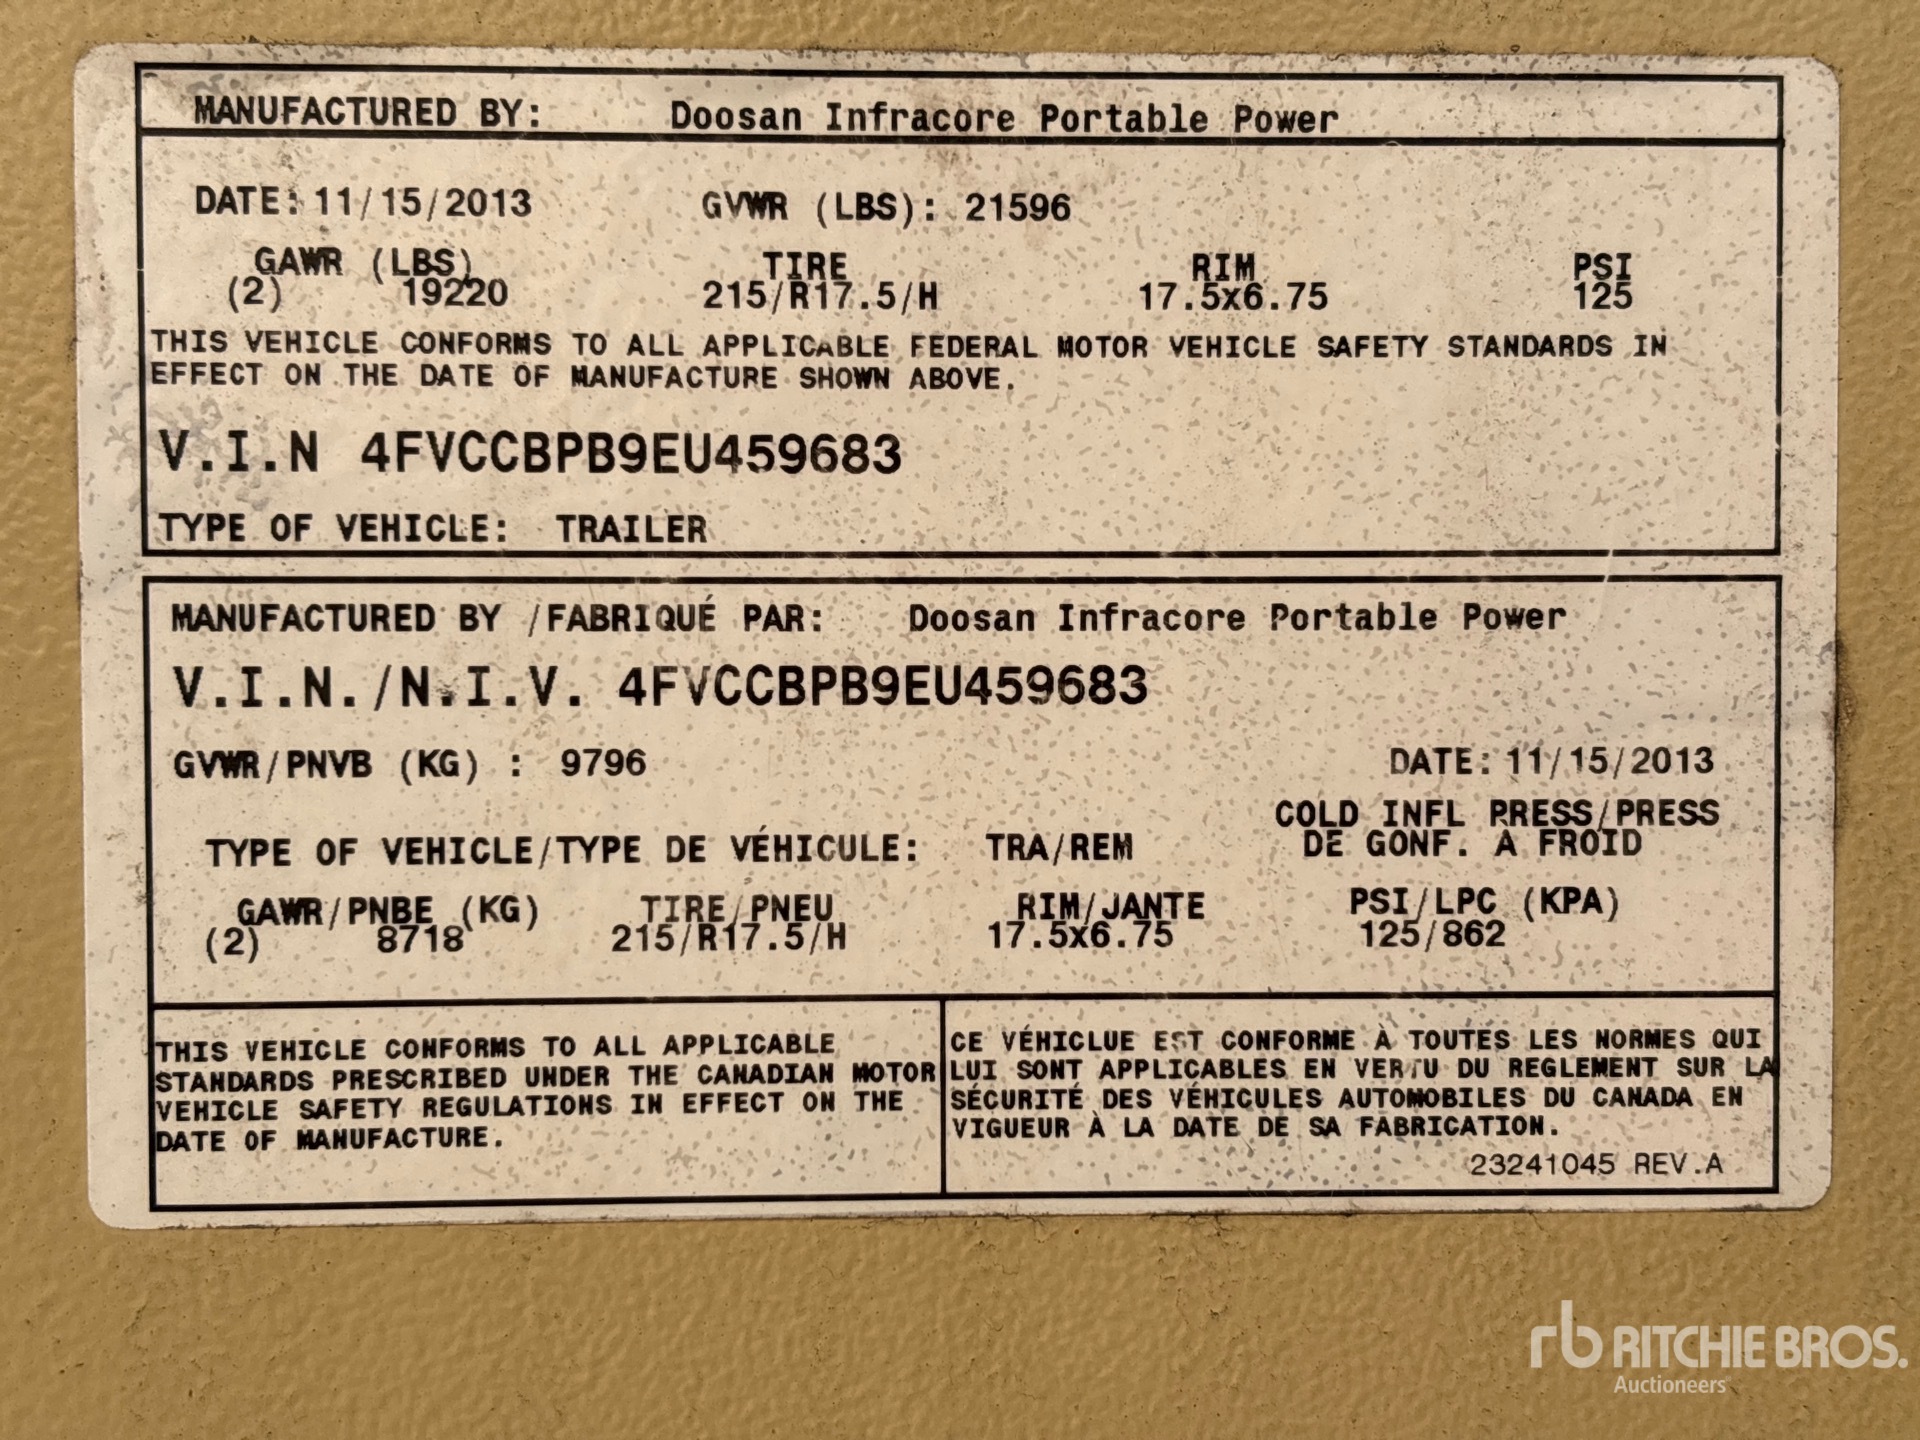 MANUFACTURED BY: Doosan Infracore Portable Power
DATE: 11/15/2013 GVWR (LBS): 21596
GAWR (LBS) TIRE RIM PSI
(2) 19220 215/R17.5/H 17.5x6.75 125
THIS VEHICLE CONFORMS TO ALL APPLICABLE FEDERAL MOTOR VEHICLE SAFETY STANDARDS IN
EFFECT ON THE DATE OF MANUFACTURE SHOWN ABOVE.
V.I.N 4FVCCBPB9EU459683
TYPE OF VEHICLE: TRAILER
MANUFACTURED BY /FABRIQUÉ PAR: Doosan Infracore Portable Power
V.I.N./N.I.V. 4FVCCBPB9EU459683
GVWR/PNVB (KG) : 9796 DATE: 11/15/2013
COLD INFL PRESS/PRESS
DE GONF. A FROID
TYPE OF VEHICLE/TYPE DE VÉHICULE: TRA/REM
GAWR/PNBE (KG) TIRE/PNEU RIM/JANTE PSI/LPC (KPA)
(2) 8718 215/R17.5/H 17.5x6.75 125/862
THIS VEHICLE CONFORMS TO ALL APPLICABLE
STANDARDS PRESCRIBED UNDER THE CANADIAN MOTOR
VEHICLE SAFETY REGULATIONS IN EFFECT ON THE
DATE OF MANUFACTURE.
CE VÉHICLUE EST CONFORME À TOUTES LES NORMES QUI
LUI SONT APPLICABLES EN VERTU DU REGLEMENT SUR LA
SÉCURITÉ DES VÉHICULES AUTOMOBILES DU CANADA EN
VIGUEUR À LA DATE DE SA FABRICATION.
23241045 REV.A
rb RITCHIE BROS.
Auctioneers